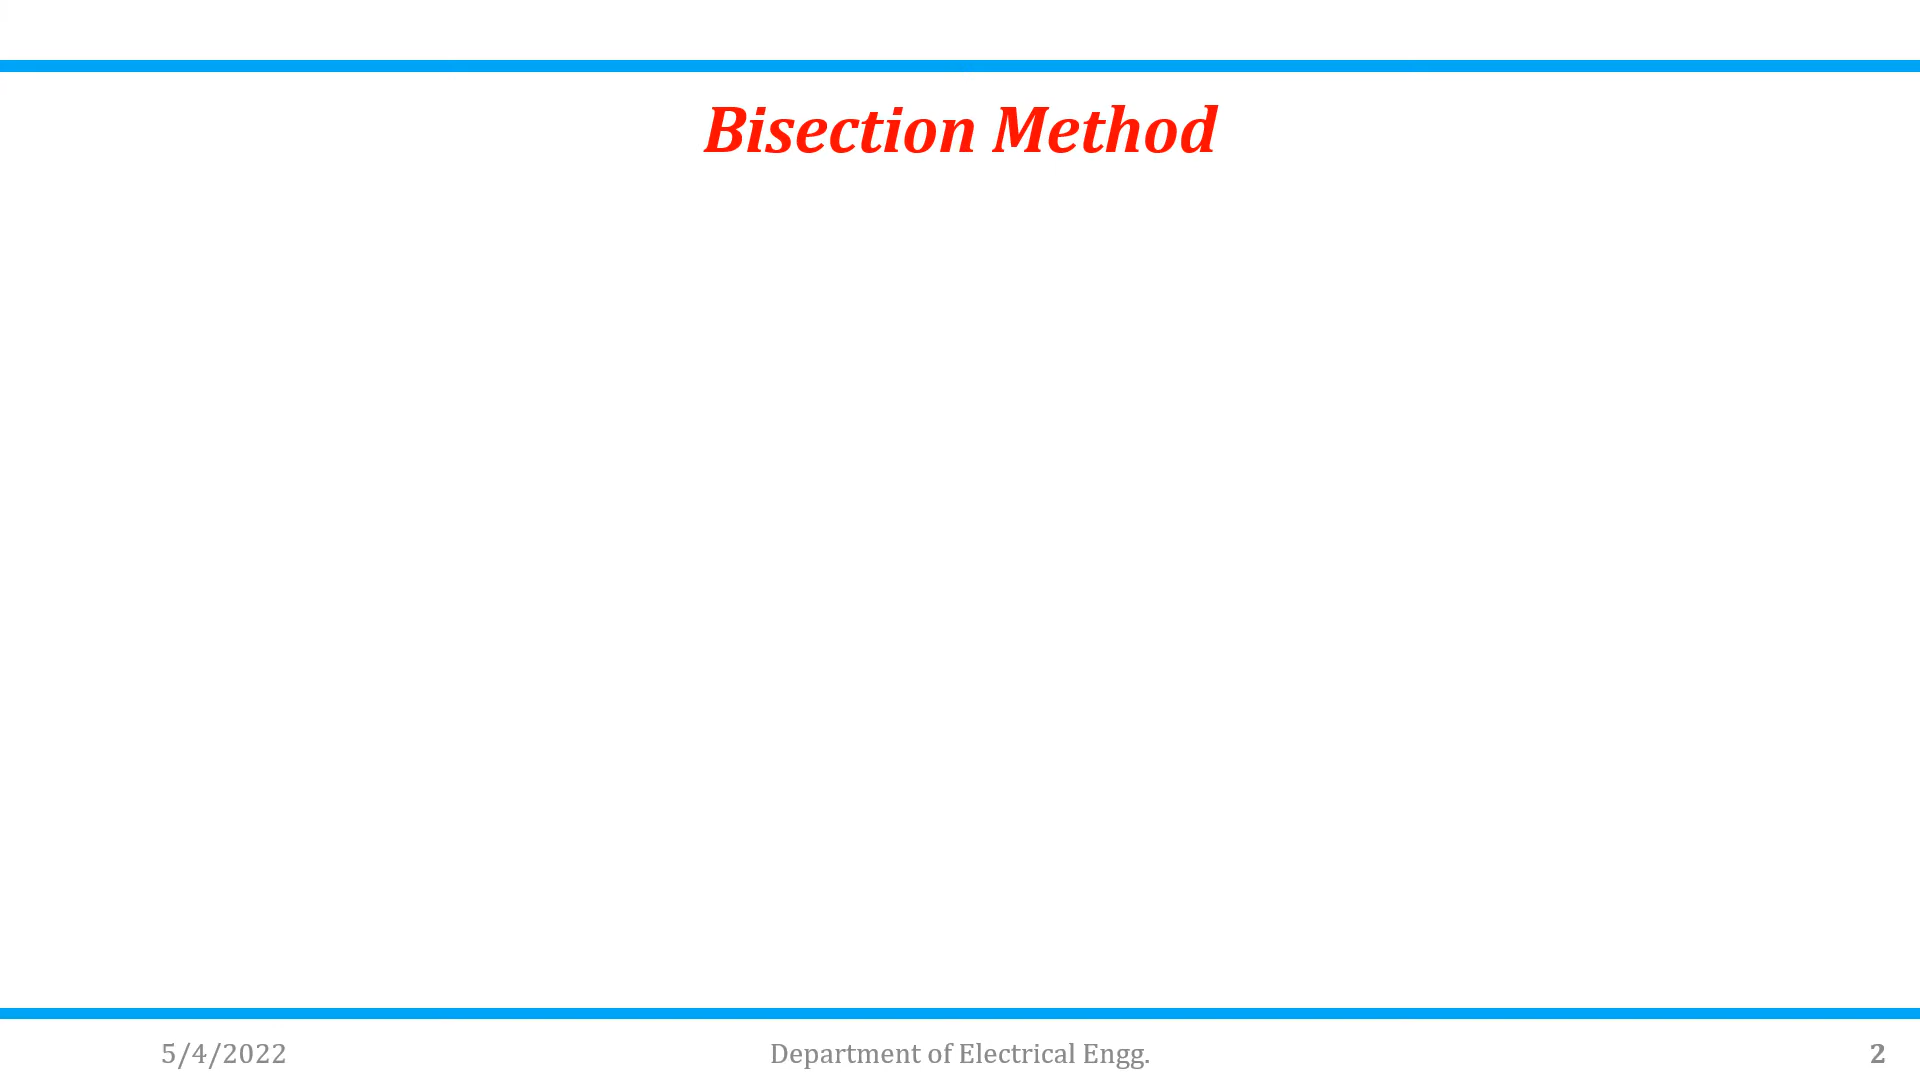 Bisection Method
5/4/2022
Department of Electrical Engg.
2